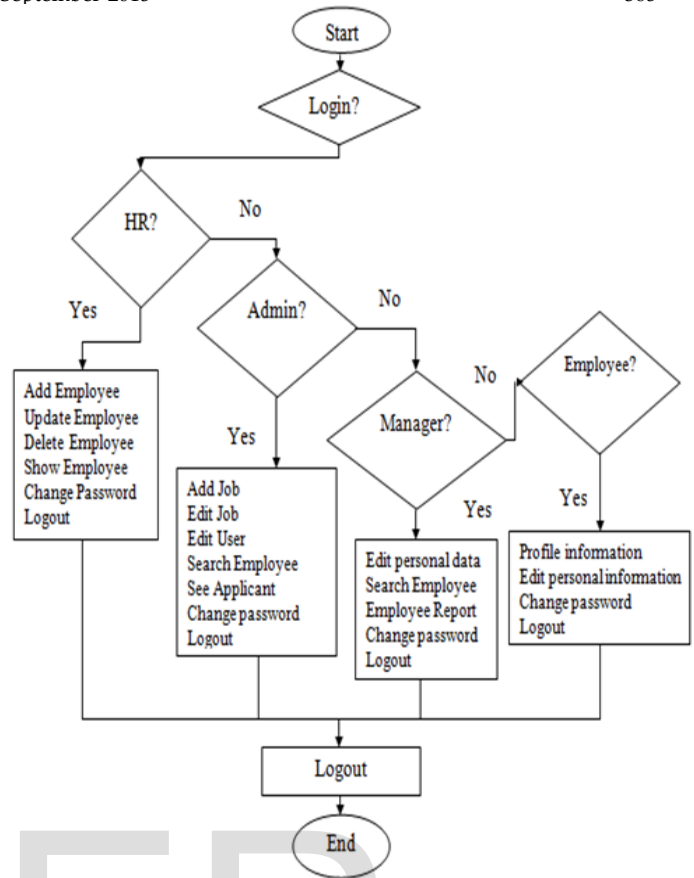 Start
Login?
HR?
No
Yes
Admin?
No
Add Employee
Update Employee
Delete Employee
Show Employee
Change Password
Logout
Yes
Add Job
Edit Job
Edit User
Search Employee
See Applicant
Change password
Logout
Manager?
No
Yes
Edit personal data
Search Employee
Employee Report
Change password
Logout
Employee?
Yes
Profile information
Edit personal information
Change password
Logout
Logout
End